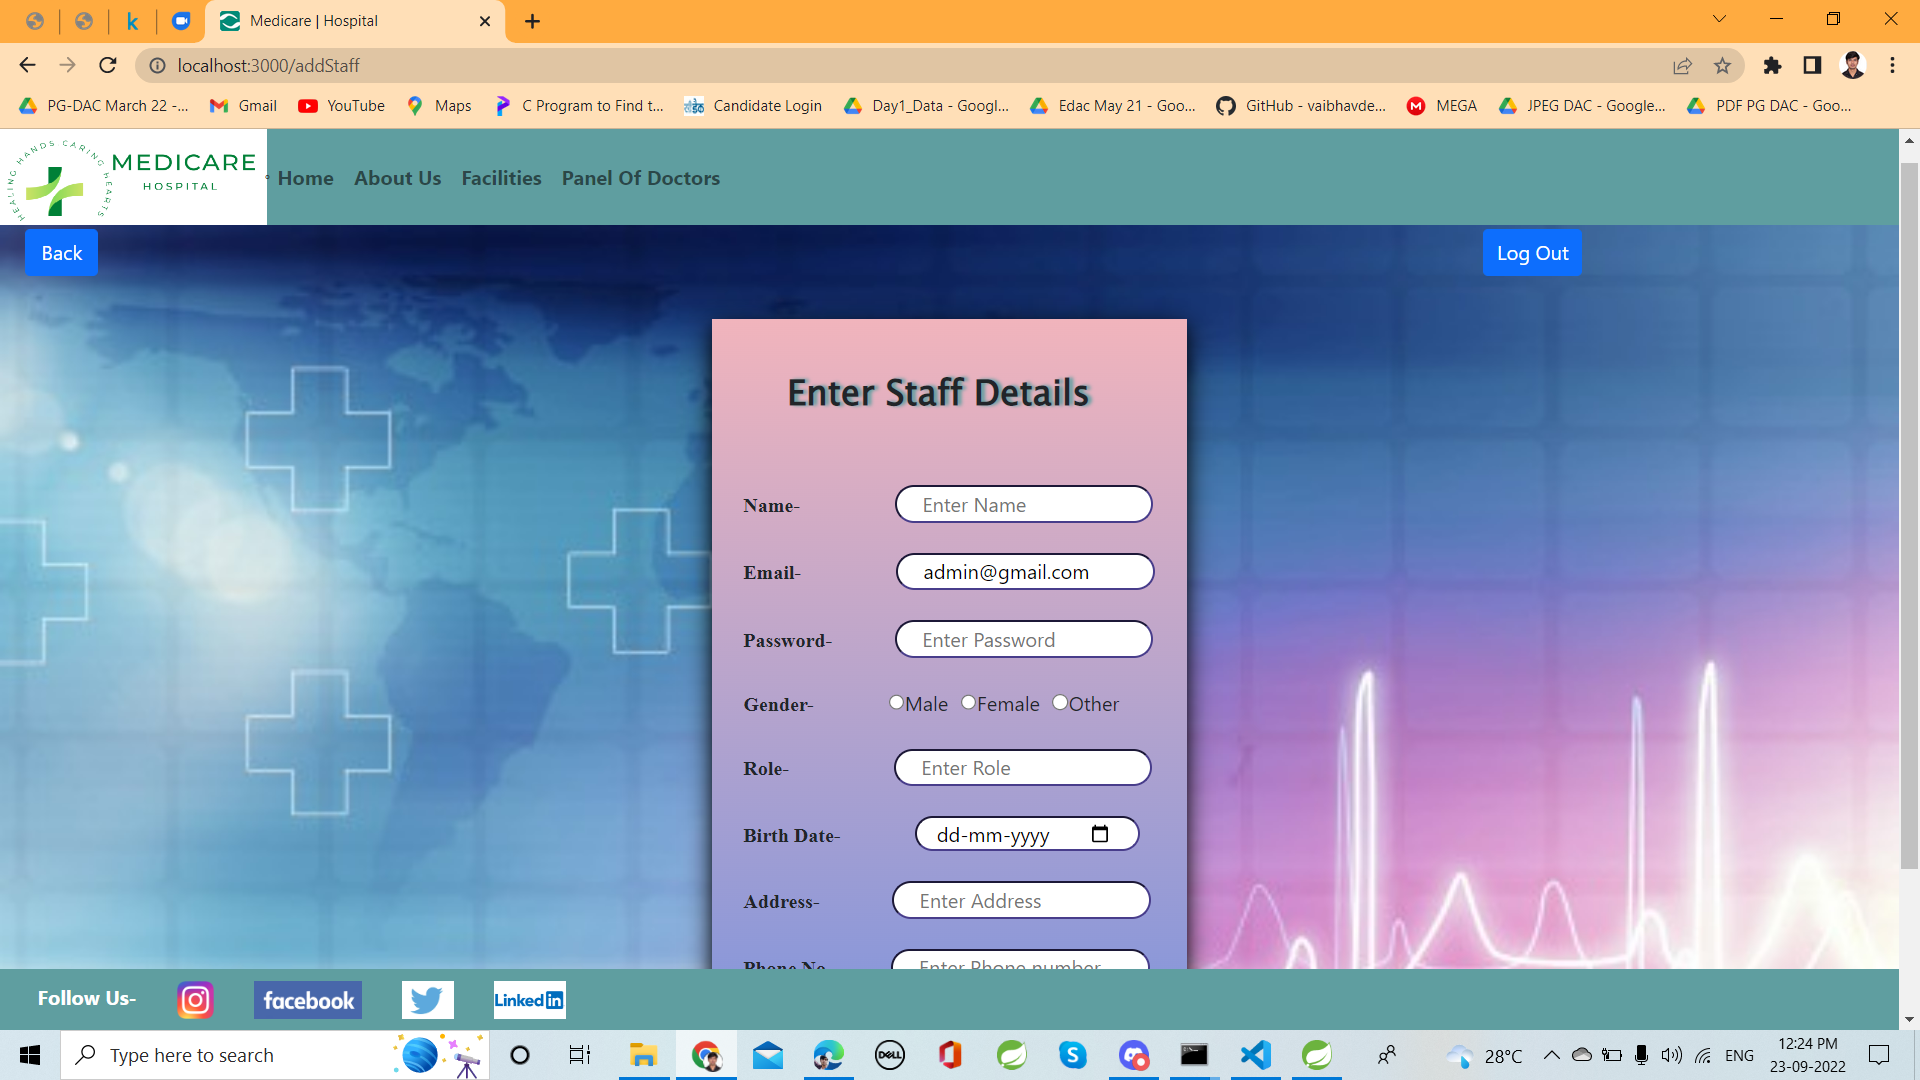 Medicare | Hospital
localhost:3000/addStaff
PG-DAC March 22 -... Gmail YouTube Maps C Program to Find t... Candidate Login Day1_Data - Googl... Edac May 21 - Goo... GitHub - vaibhavde... MEGA JPEG DAC - Google... PDF PG DAC - Goo...
HEALING HANDS CARING HEARTS
MEDICARE
HOSPITAL
Home About Us Facilities Panel Of Doctors
Back Log Out
Enter Staff Details
Name- Enter Name
Email- admin@gmail.com
Password- Enter Password
Gender- Male Female Other
Role- Enter Role
Birth Date- dd-mm-yyyy
Address- Enter Address
Phone No Enter Phone number
Follow Us- facebook Linked in
Type here to search DELL 28°C ENG 12:24 PM
23-09-2022